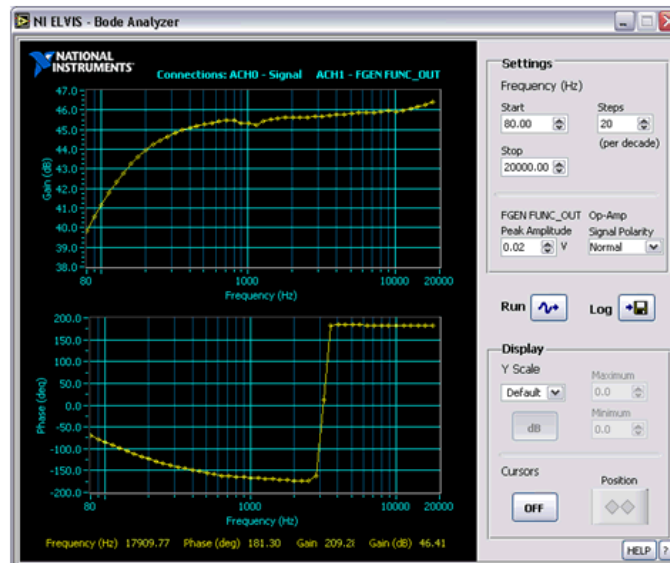 NI ELVIS - Bode Analyzer
NATIONAL
INSTRUMENTS
Connections: ACH0 - Signal ACH1 - FGEN FUNC_OUT
47.0
46.0
45.0
44.0
43.0
42.0
41.0
40.0
39.0
38.0
Gain (dB)
80 1000 10000 20000
Frequency (Hz)
200.0
150.0
100.0
50.0
0.0
-50.0
-100.0
-150.0
-200.0
Phase (deg)
80 1000 10000 20000
Frequency (Hz)
Frequency (Hz) 17909.77 Phase (deg) 181.30 Gain 209.28 Gain (dB) 46.41
Settings
Frequency (Hz)
Start Steps
80.00 20
(per decade)
Stop
20000.00
FGEN FUNC_OUT Op-Amp
Peak Amplitude Signal Polarity
0.02 V Normal
Run Log
Display
Y Scale Maximum
Default 0.0
Minimum
dB 0.0
Cursors Position
OFF
HELP ?